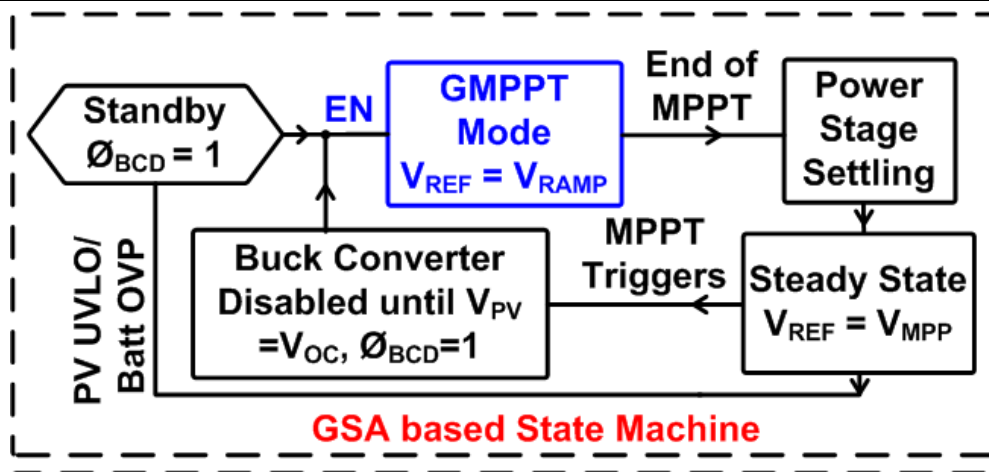 Standby
ØBCD = 1
EN
GMPPT
Mode
VREF = VRAMP
End of
MPPT
Power
Stage
Settling
PV UVLO/
Batt OVP
Buck Converter
Disabled until VPV
=VOC, ØBCD=1
MPPT
Triggers
Steady State
VREF = VMPP
GSA based State Machine